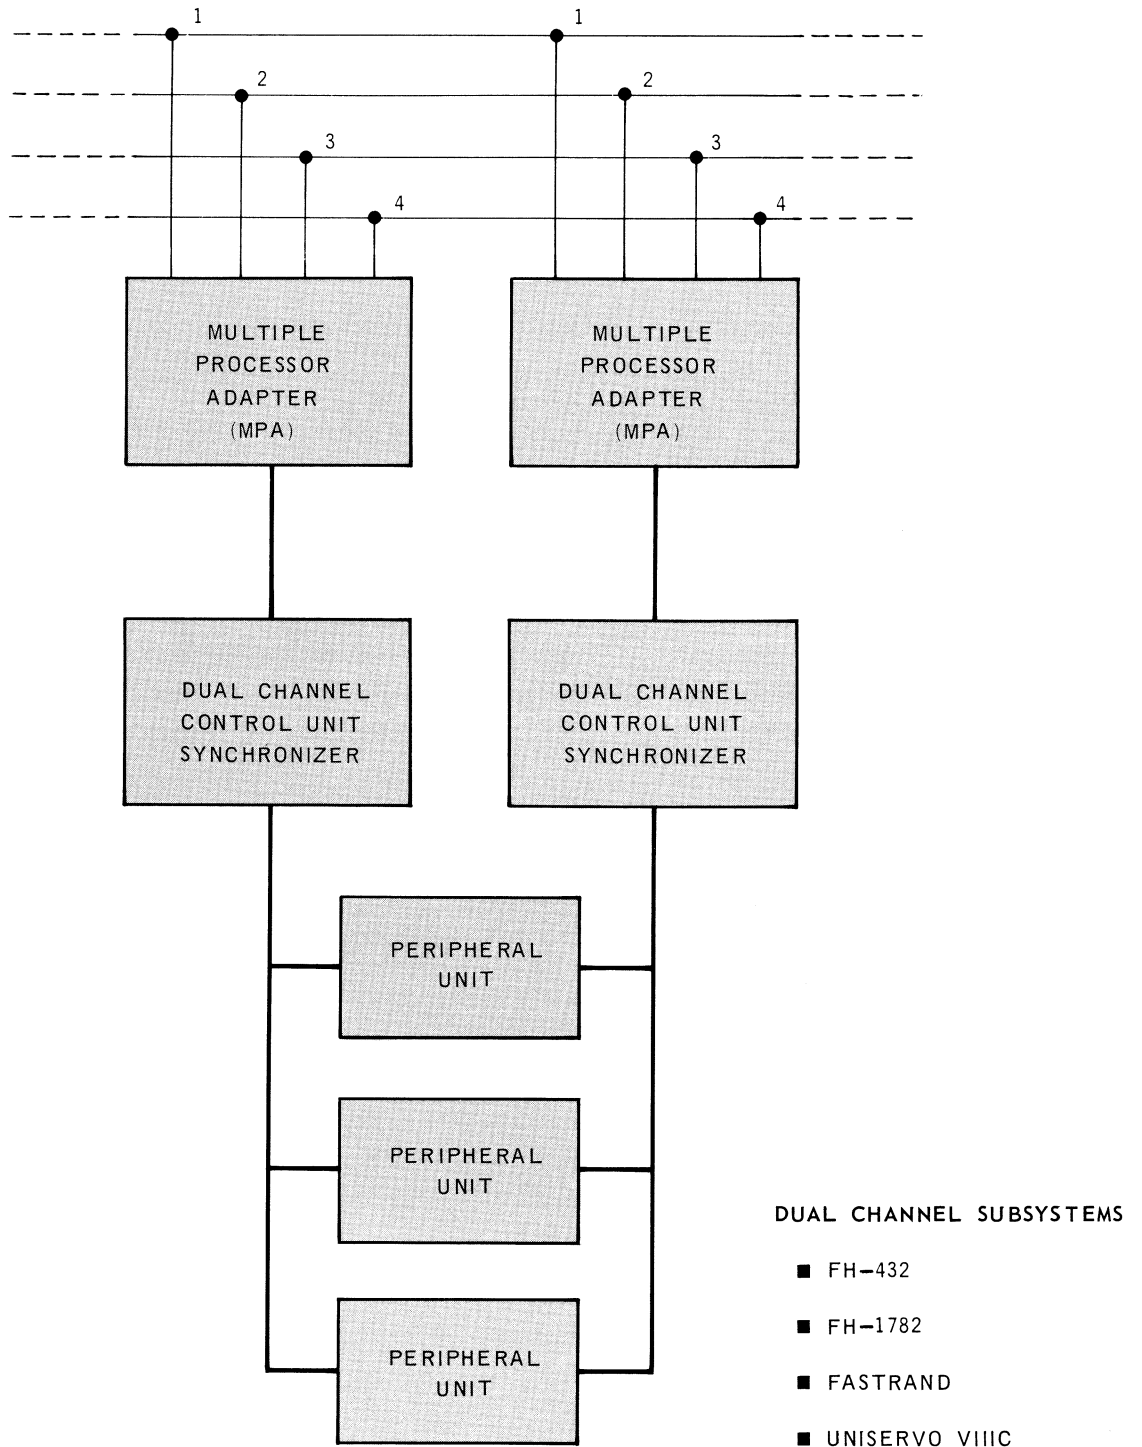 1
1
2
2
3
3
4
4
MULTIPLE
PROCESSOR
ADAPTER
(MPA)
MULTIPLE
PROCESSOR
ADAPTER
(MPA)
DUAL CHANNEL
CONTROL UNIT
SYNCHRONIZER
DUAL CHANNEL
CONTROL UNIT
SYNCHRONIZER
PERIPHERAL
UNIT
PERIPHERAL
UNIT
PERIPHERAL
UNIT
DUAL CHANNEL SUBSYSTEMS
■ FH-432
■ FH-1782
■ FASTRAND
■ UNISERVO VIIIC